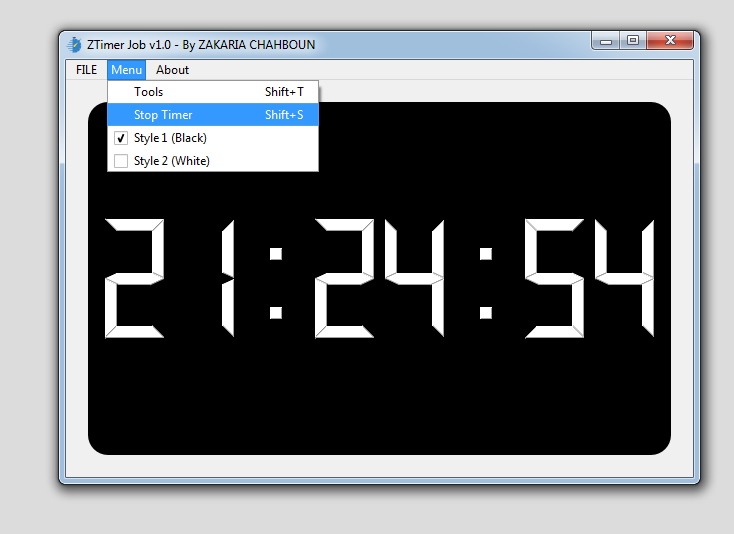 ZTimer Job v1.0 - By ZAKARIA CHAHBOUN
FILE Menu About
Tools Shift+T
Stop Timer Shift+S
Style 1 (Black)
Style 2 (White)
21:24:54